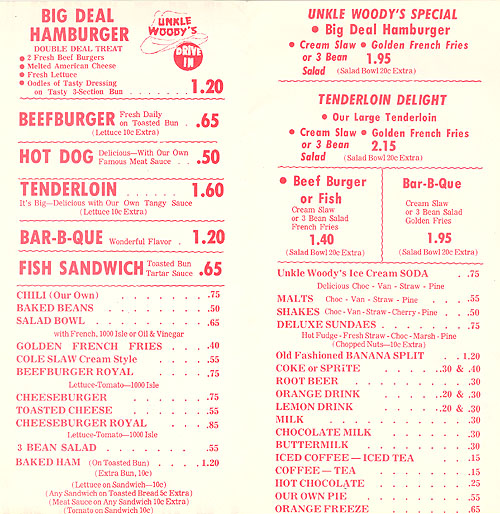 BIG DEAL
HAMBURGER
DOUBLE DEAL TREAT
• 2 Fresh Beef Burgers
• Melted American Cheese
• Fresh Lettuce
• Oodles of Tasty Dressing
on Tasty 3-Section Bun . . . . . . 1.20
UNKLE
WOODY'S
DRIVE
IN
BEEFBURGER Fresh Daily on Toasted Bun . .65
(Lettuce 10c Extra)
HOT DOG Delicious—With Our Own Famous Meat Sauce . . .50
TENDERLOIN . . . . . 1.60
It's Big—Delicious with Our Own Tangy Sauce
(Lettuce 10c Extra)
BAR-B-QUE Wonderful Flavor . 1.20
FISH SANDWICH Toasted Bun Tartar Sauce .65
CHILI (Our Own) . . . . . . . .75
BAKED BEANS . . . . . . . .50
SALAD BOWL . . . . . . . .65
with French, 1000 Isle or Oil & Vinegar
GOLDEN FRENCH FRIES . . . .40
COLE SLAW Cream Style . . . . .55
BEEFBURGER ROYAL . . . . . .75
Lettuce-Tomato—1000 Isle
CHEESEBURGER . . . . . . .75
TOASTED CHEESE . . . . . . .55
CHEESEBURGER ROYAL . . . . .85
Lettuce-Tomato—1000 Isle
3 BEAN SALAD . . . . . . . .55
BAKED HAM (On Toasted Bun) . . . . 1.20
(Extra Bun, 10c)
(Lettuce on Sandwich—10c)
(Any Sandwich on Toasted Bread 5c Extra)
(Meat Sauce on Any Sandwich 10c Extra)
(Tomato on Sandwich 10c)
UNKLE WOODY'S SPECIAL
• Big Deal Hamburger
• Cream Slaw • Golden French Fries
or 3 Bean 1.95
Salad (Salad Bowl 20c Extra)
TENDERLOIN DELIGHT
• Our Large Tenderloin
• Cream Slaw • Golden French Fries
or 3 Bean 2.15
Salad (Salad Bowl 20c Extra)
• Beef Burger
or Fish
Cream Slaw
or 3 Bean Salad
French Fries
1.40
(Salad Bowl 20c Extra)
Bar-B-Que
Cream Slaw
or 3 Bean Salad
Golden Fries
1.95
(Salad Bowl 20c Extra)
Unkle Woody's Ice Cream SODA . . .75
Delicious Choc - Van - Straw - Pine
MALTS Choc - Van - Straw - Pine . . . .55
SHAKES Choc - Van - Straw - Cherry - Pine .50
DELUXE SUNDAES . . . . . . .75
Hot Fudge - Fresh Straw - Choc - Marsh - Pine
(Chopped Nuts—10c Extra)
Old Fashioned BANANA SPLIT . . 1.20
COKE or SPRiTE . . . . . .30 & .40
ROOT BEER . . . . . . . .30
ORANGE DRINK . . . . . .20 & .30
LEMON DRINK . . . . . .20 & .30
MILK . . . . . . . . .30
CHOCOLATE MILK . . . . . . .30
BUTTERMILK . . . . . . . .30
ICED COFFEE — ICED TEA . . . .15
COFFEE — TEA . . . . . . . .15
HOT CHOCOLATE . . . . . . .25
OUR OWN PIE . . . . . . . .55
ORANGE FREEZE . . . . . . .65